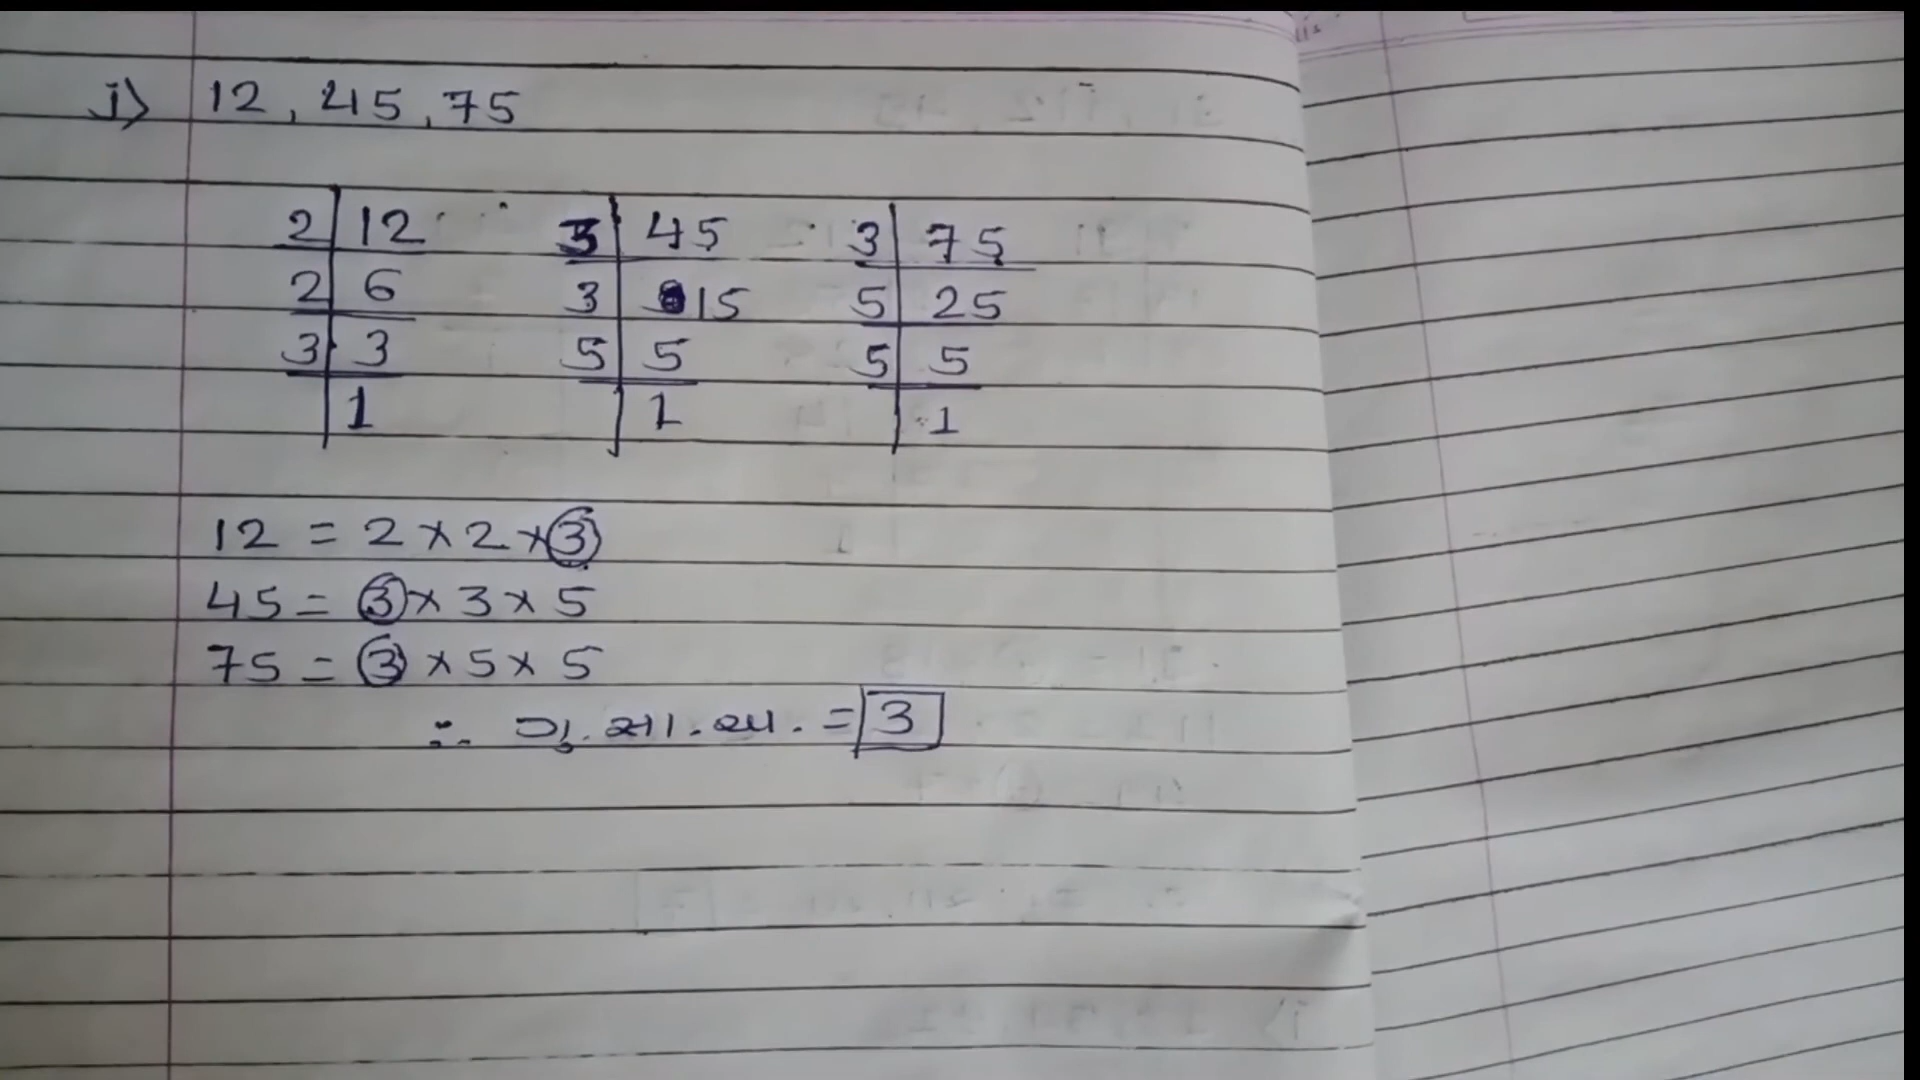 j) 12, 45, 75
2 | 12   3 | 45   3 | 75
2 | 6   3 | 15   5 | 25
3 | 3   5 | 5   5 | 5
1   1   1
12 = 2 × 2 × 3
45 = 3 × 3 × 5
75 = 3 × 5 × 5
∴ ગુ.સા.અ. = 3